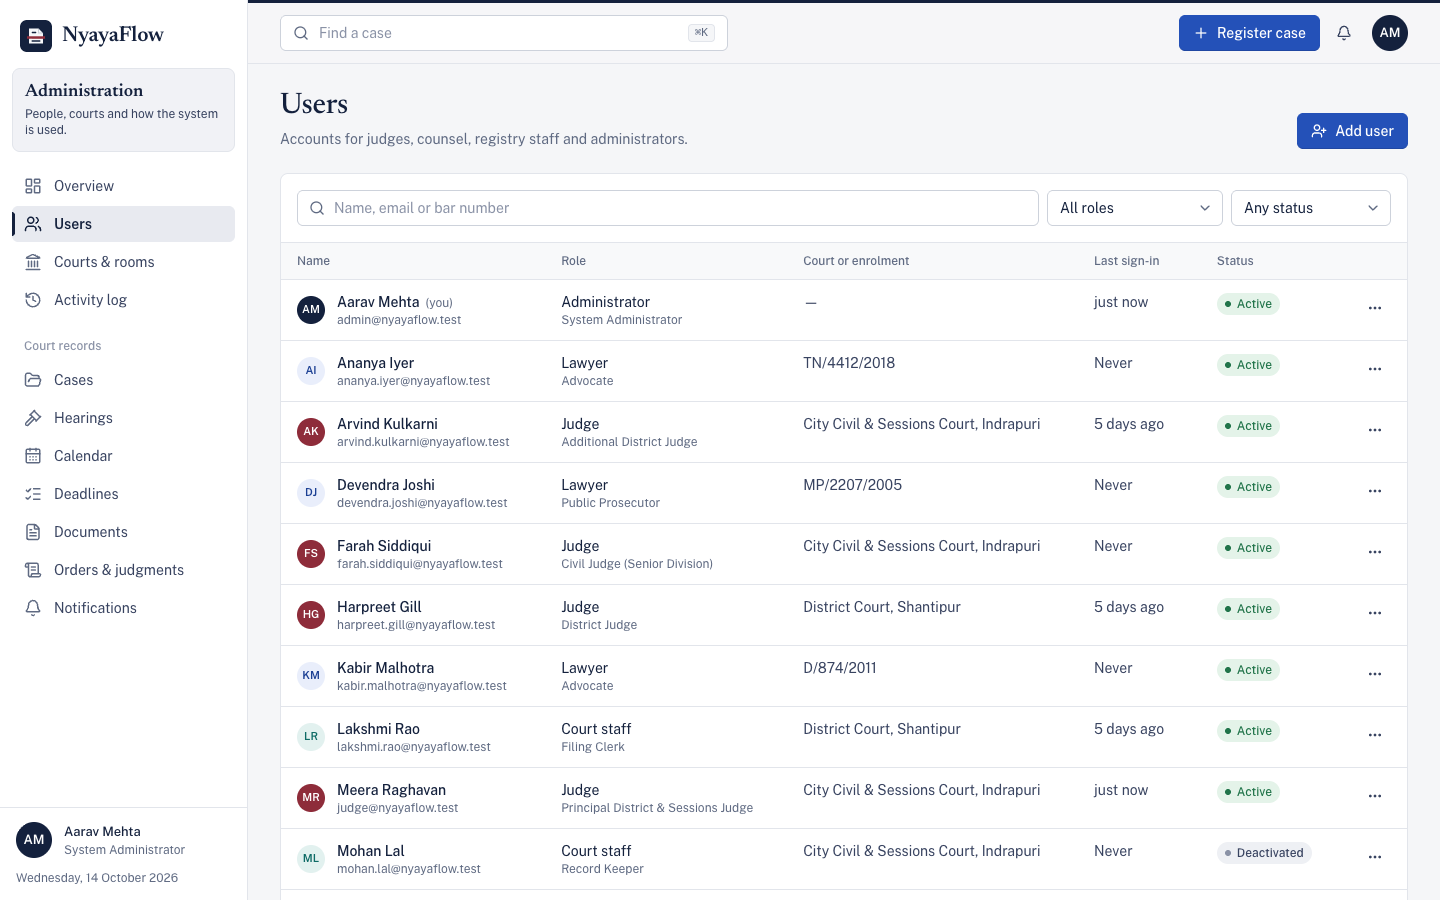 NyayaFlow
Find a case
⌘K
Register case
AM
Administration
People, courts and how the system
is used.
Overview
Users
Courts & rooms
Activity log
Court records
Cases
Hearings
Calendar
Deadlines
Documents
Orders & judgments
Notifications
AM
Aarav Mehta
System Administrator
Wednesday, 14 October 2026
Users
Accounts for judges, counsel, registry staff and administrators.
Add user
Name, email or bar number
All roles
Any status
Name Role Court or enrolment Last sign-in Status
AM Aarav Mehta (you) Administrator — just now Active
admin@nyayaflow.test System Administrator
AI Ananya Iyer Lawyer TN/4412/2018 Never Active
ananya.iyer@nyayaflow.test Advocate
AK Arvind Kulkarni Judge City Civil & Sessions Court, Indrapuri 5 days ago Active
arvind.kulkarni@nyayaflow.test Additional District Judge
DJ Devendra Joshi Lawyer MP/2207/2005 Never Active
devendra.joshi@nyayaflow.test Public Prosecutor
FS Farah Siddiqui Judge City Civil & Sessions Court, Indrapuri Never Active
farah.siddiqui@nyayaflow.test Civil Judge (Senior Division)
HG Harpreet Gill Judge District Court, Shantipur 5 days ago Active
harpreet.gill@nyayaflow.test District Judge
KM Kabir Malhotra Lawyer D/874/2011 Never Active
kabir.malhotra@nyayaflow.test Advocate
LR Lakshmi Rao Court staff District Court, Shantipur 5 days ago Active
lakshmi.rao@nyayaflow.test Filing Clerk
MR Meera Raghavan Judge City Civil & Sessions Court, Indrapuri just now Active
judge@nyayaflow.test Principal District & Sessions Judge
ML Mohan Lal Court staff City Civil & Sessions Court, Indrapuri Never Deactivated
mohan.lal@nyayaflow.test Record Keeper